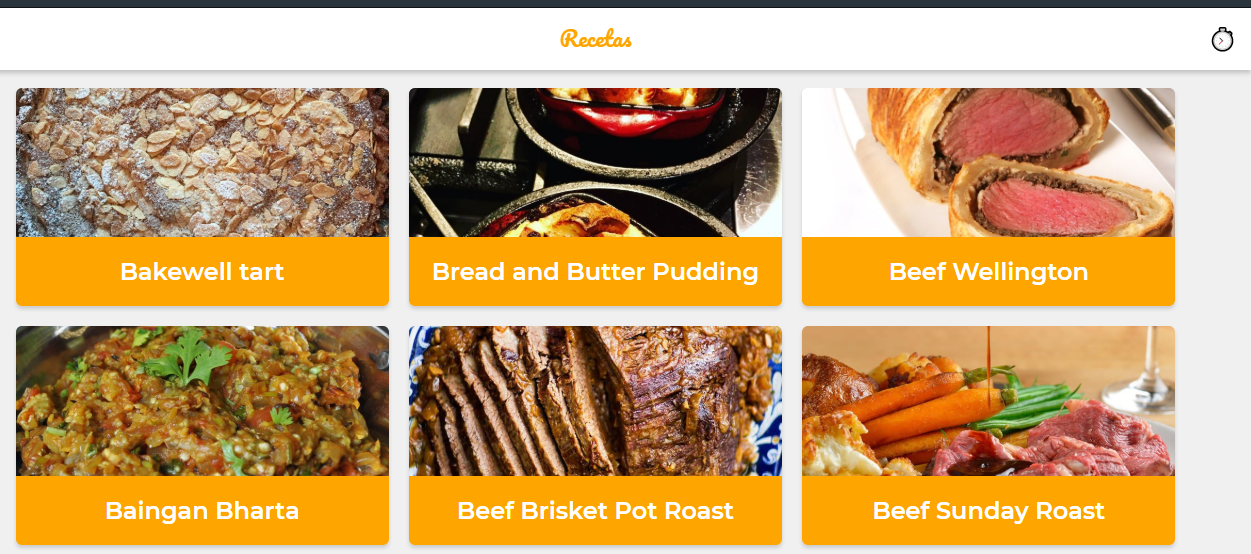 Recetas
Bakewell tart
Bread and Butter Pudding
Beef Wellington
Baingan Bharta
Beef Brisket Pot Roast
Beef Sunday Roast